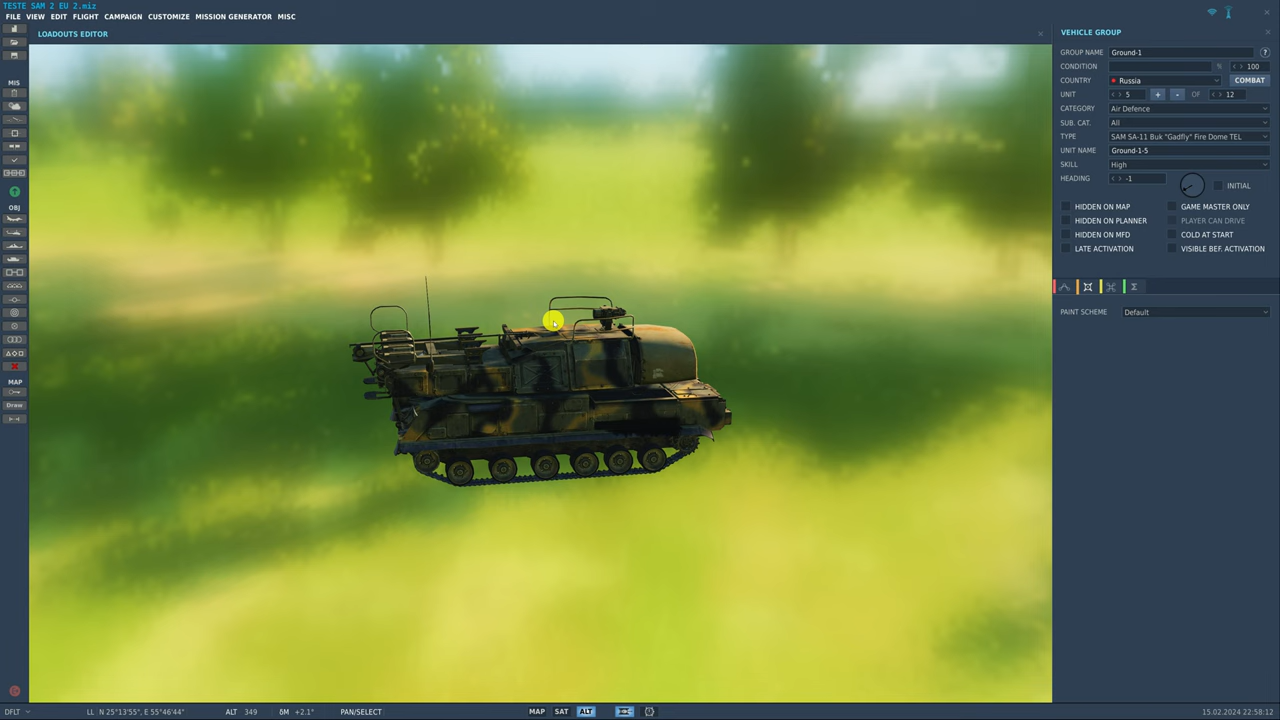 TESTE SAM 2 EU 2.miz
FILE VIEW EDIT FLIGHT CAMPAIGN CUSTOMIZE MISSION GENERATOR MISC
LOADOUTS EDITOR
VEHICLE GROUP
GROUP NAME Ground-1 ?
CONDITION % < > 100
COUNTRY Russia COMBAT
UNIT < > 5 + - OF < > 12
CATEGORY Air Defence
SUB. CAT. All
TYPE SAM SA-11 Buk "Gadfly" Fire Dome TEL
UNIT NAME Ground-1-5
SKILL High
HEADING < > -1 INITIAL
HIDDEN ON MAP GAME MASTER ONLY
HIDDEN ON PLANNER PLAYER CAN DRIVE
HIDDEN ON MFD COLD AT START
LATE ACTIVATION VISIBLE BEF. ACTIVATION
PAINT SCHEME Default
MIS
OBJ
MAP
Draw
DFLT LL N 25°13'55", E 55°46'44" ALT 349 δM +2.1° PAN/SELECT MAP SAT ALT 15.02.2024 22:58:12